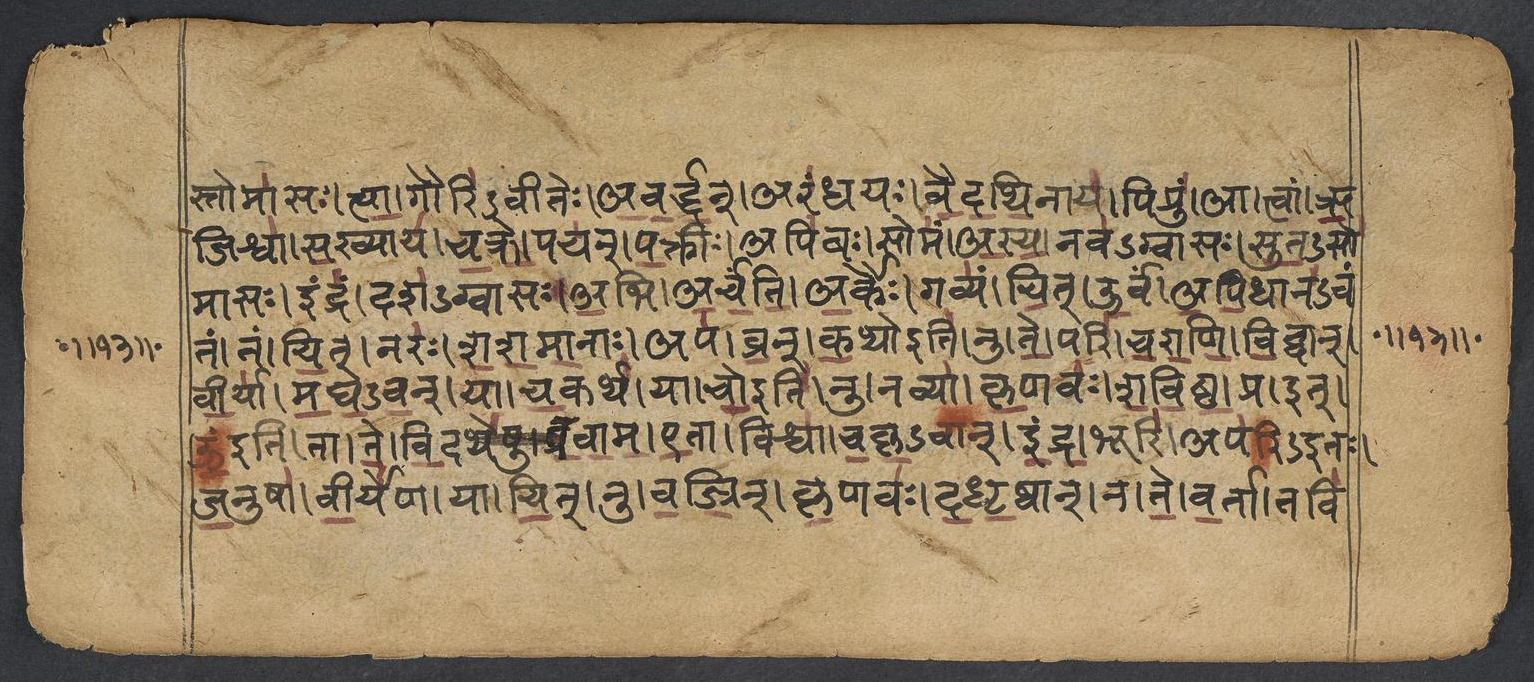 स्तोमासः।त्वा।गौरिऽवीतेः।अवर्द्धन्।अरंधयः।वैदथिनाय।पिप्रुं।आ।त्वां।ऋ
जिश्वा।सख्याय।चक्रे।पचन्।पक्तीः।अपिबः।सोमं।अस्य।नवऽग्वासः।सुतऽसो
मासः।इंद्रं।दशऽग्वासः।अभि।अर्चंति।अर्कैः।गव्यं।चित्।ऊर्वं।अपिधानऽवं
तं।तं।चित्।नरः।शशमानाः।अप।व्रन्।कथोइति।नु।ते।परि।चराणि।विद्वान्।
॰॥१३॥॰
॰॥१३॥॰
वीर्या।मघऽवन्।या।चकर्थ।या।चोइति।नु।नव्या।कृणवः।शविष्ठ।प्र।इत्।
ऊंइति।ता।ते।विदथेषु।ब्रवाम।एता।विश्वा।चकृऽवान्।इंद्र।भूरि।अपरिऽइतः।
जनुषा।वीर्येण।या।चित्।नु।वज्रिन्।कृणवः।दधृष्वान्।न।ते।वर्ता।तवि